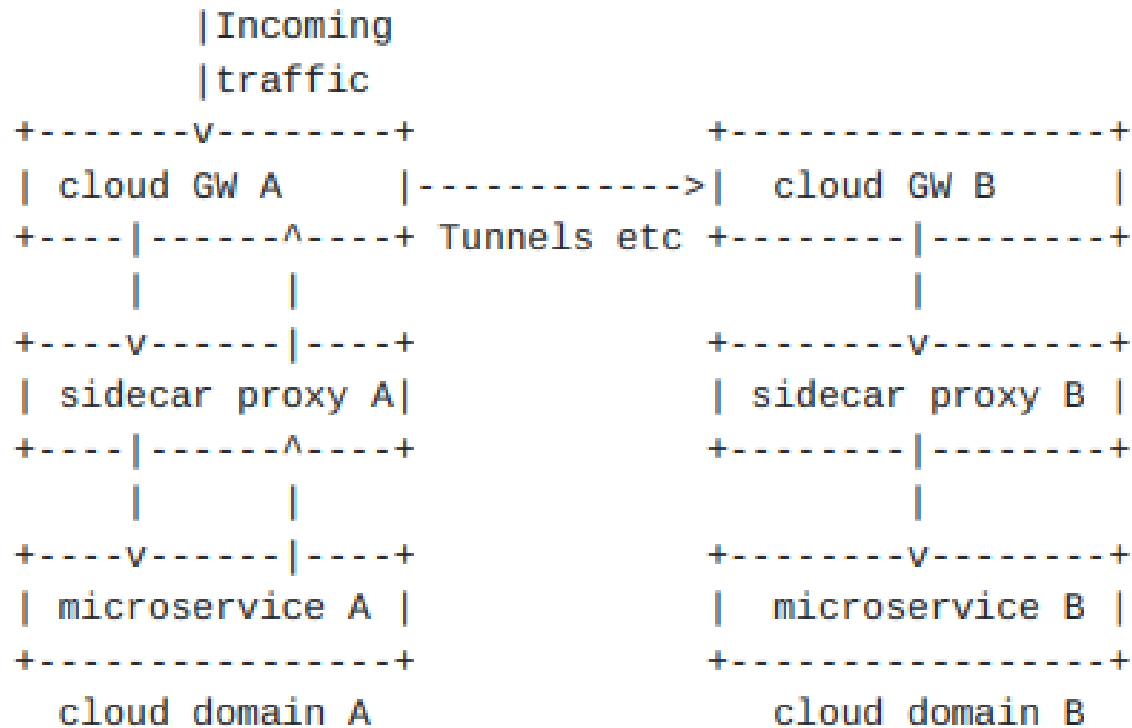 Incoming
traffic
cloud GW A
cloud GW B
Tunnels etc
sidecar proxy A
sidecar proxy B
microservice A
microservice B
cloud domain A
cloud domain B